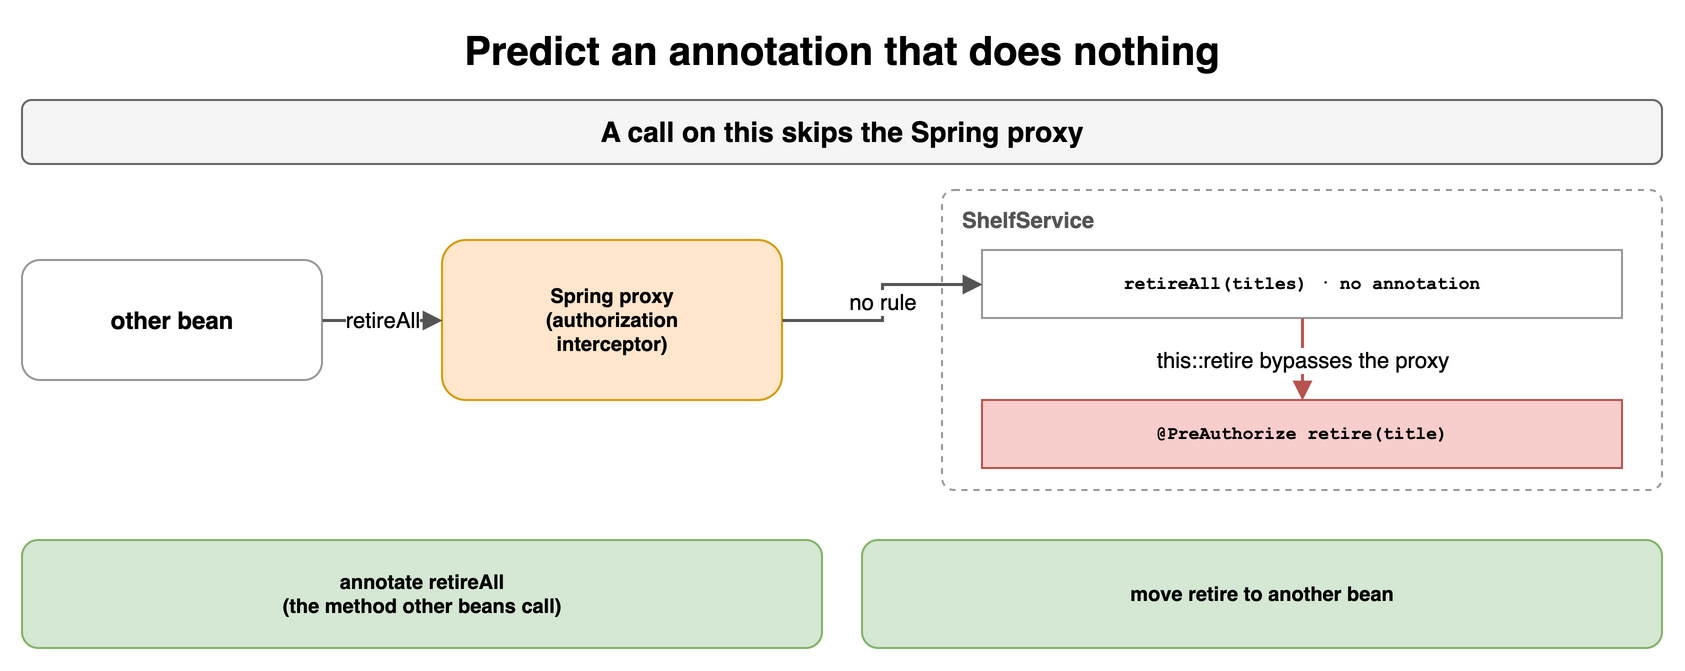 Predict an annotation that does nothing
A call on this skips the Spring proxy
ShelfService
retireAll(titles) · no annotation
other bean
retireAll
Spring proxy
(authorization
interceptor)
no rule
this::retire bypasses the proxy
@PreAuthorize retire(title)
annotate retireAll
(the method other beans call)
move retire to another bean